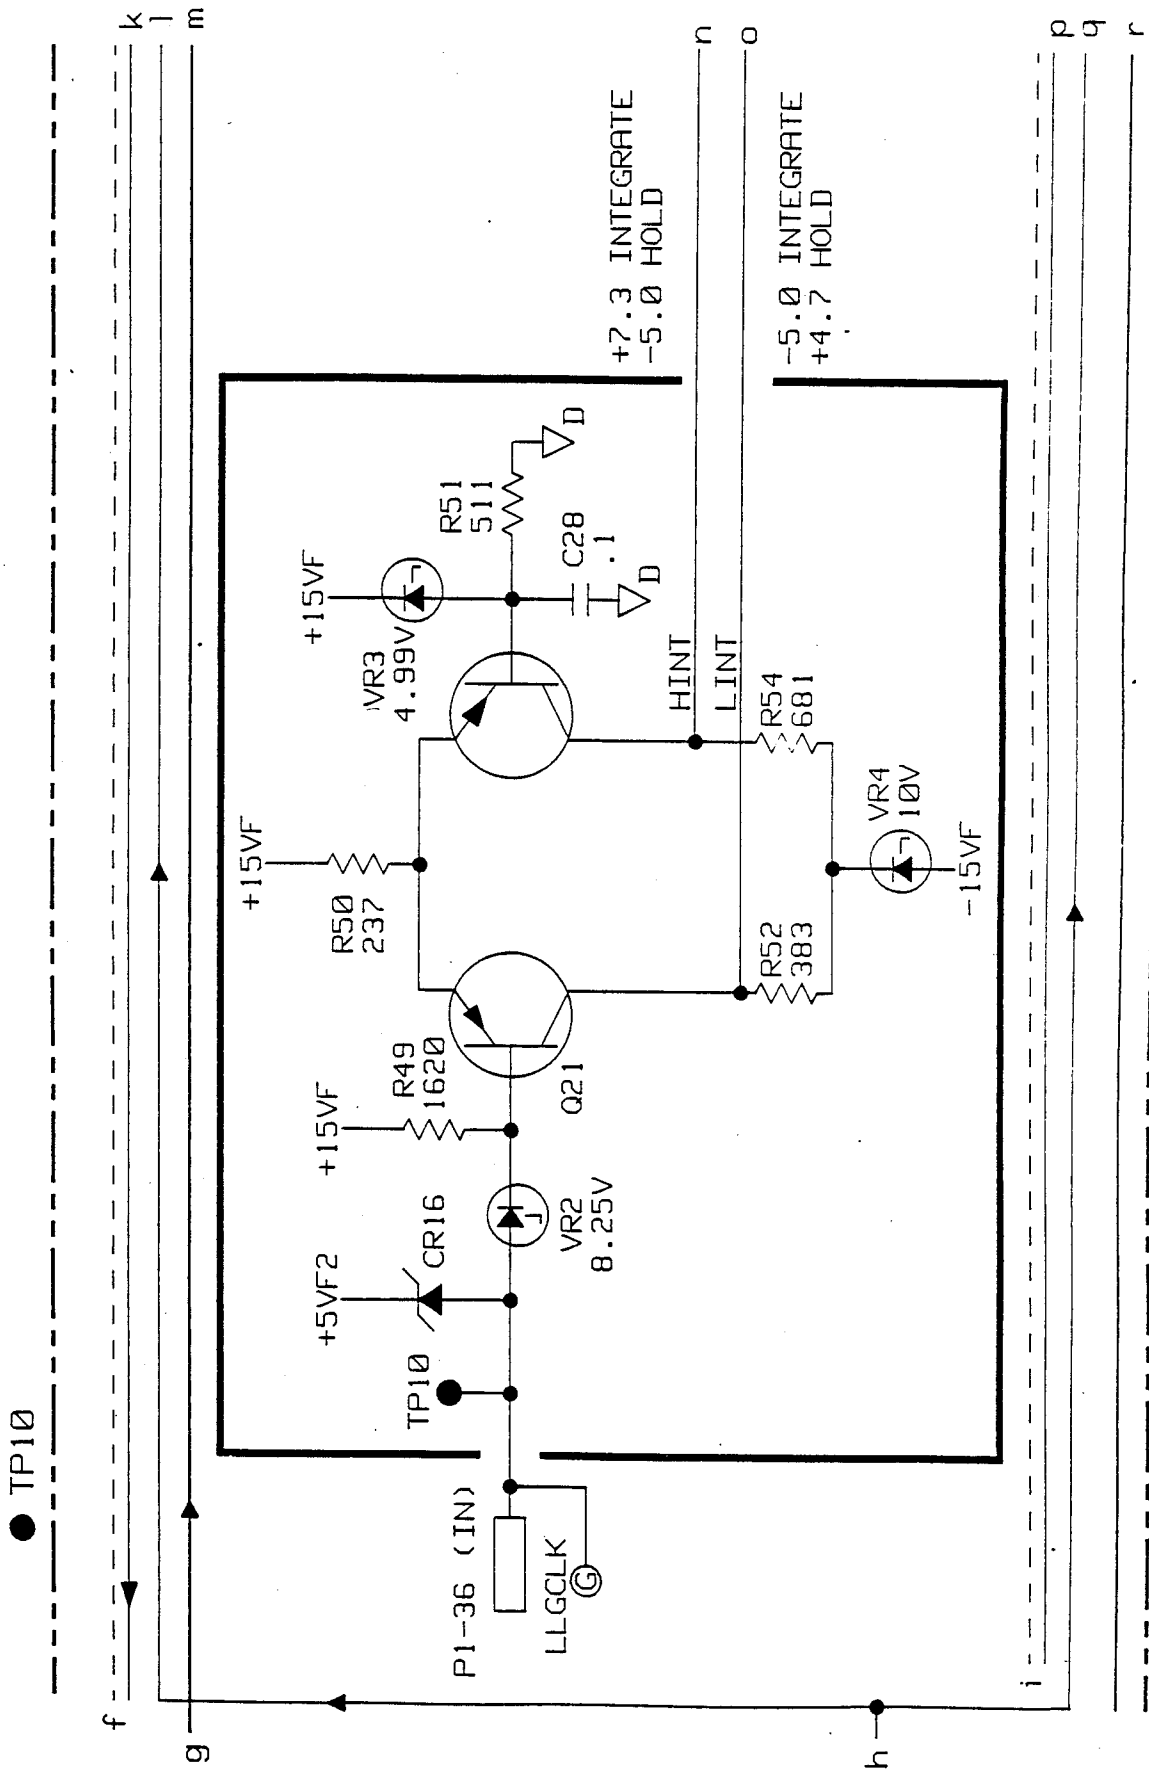 TP10
f
k
l
m
g
+15VF
+15VF
+15VF
+5VF2
CR16
R49
1620
R50
237
VR3
4.99V
R51
511
D
C28
.1
D
TP10
VR2
8.25V
Q21
P1-36 (IN)
LLGCLK
G
HINT
LINT
+7.3 INTEGRATE
-5.0 HOLD
n
o
-5.0 INTEGRATE
+4.7 HOLD
R52
383
R54
681
VR4
10V
-15VF
h
i
p
q
r